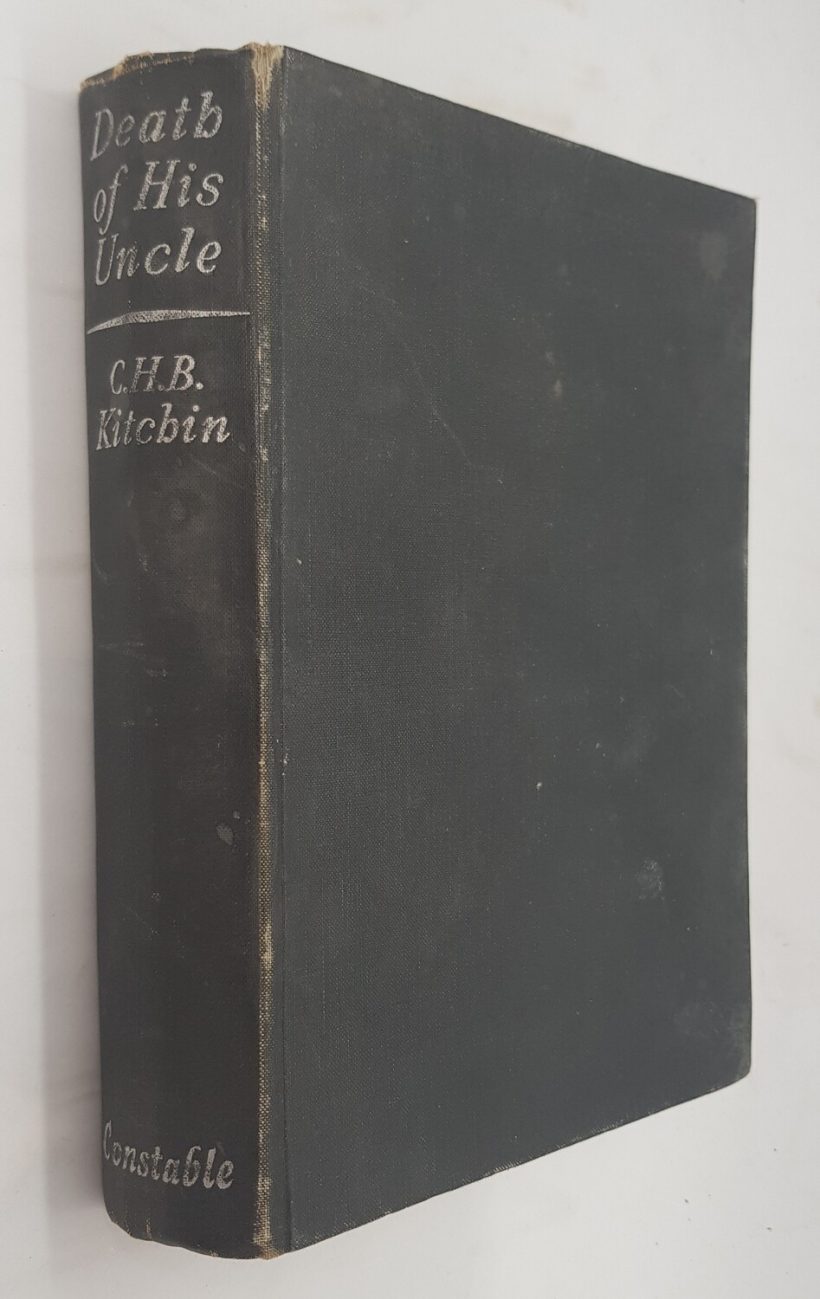 Death
of His
Uncle
C.H.B.
Kitchin
Constable